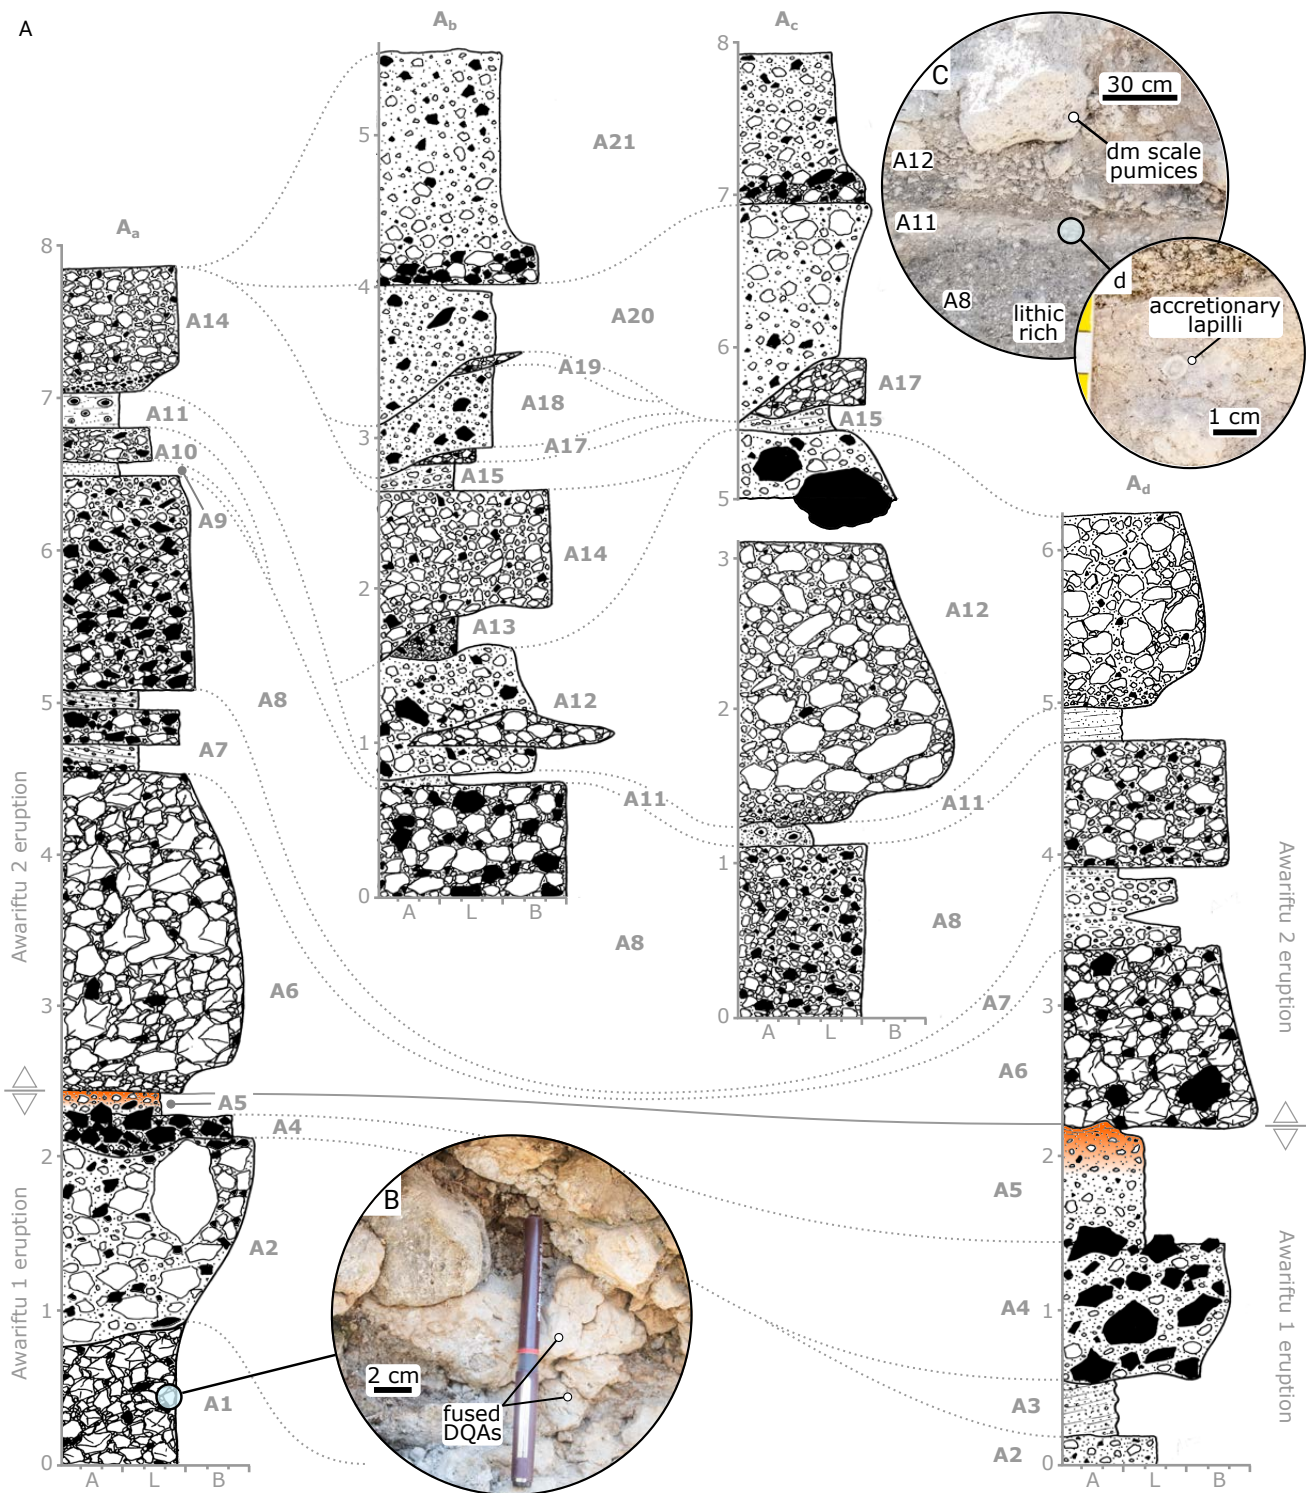 A
A_a
8
7
6
5
4
3
2
1
0
A L B
A14
A11
A10
A9
A8
A7
A6
A5
A4
A2
A1
Awariftu 2 eruption
Awariftu 1 eruption
A_b
5
4
3
2
1
0
A L B
A21
A20
A19
A18
A17
A15
A14
A13
A12
A11
A8
A_c
8
7
6
5
3
2
1
0
A L B
A17
A15
A12
A11
A8
C
30 cm
dm scale
pumices
A12
A11
A8
lithic
rich
d
accretionary
lapilli
1 cm
A_d
6
5
4
3
2
1
0
A L B
A7
A6
A5
A4
A3
A2
Awariftu 2 eruption
Awariftu 1 eruption
B
2 cm
fused
DQAs